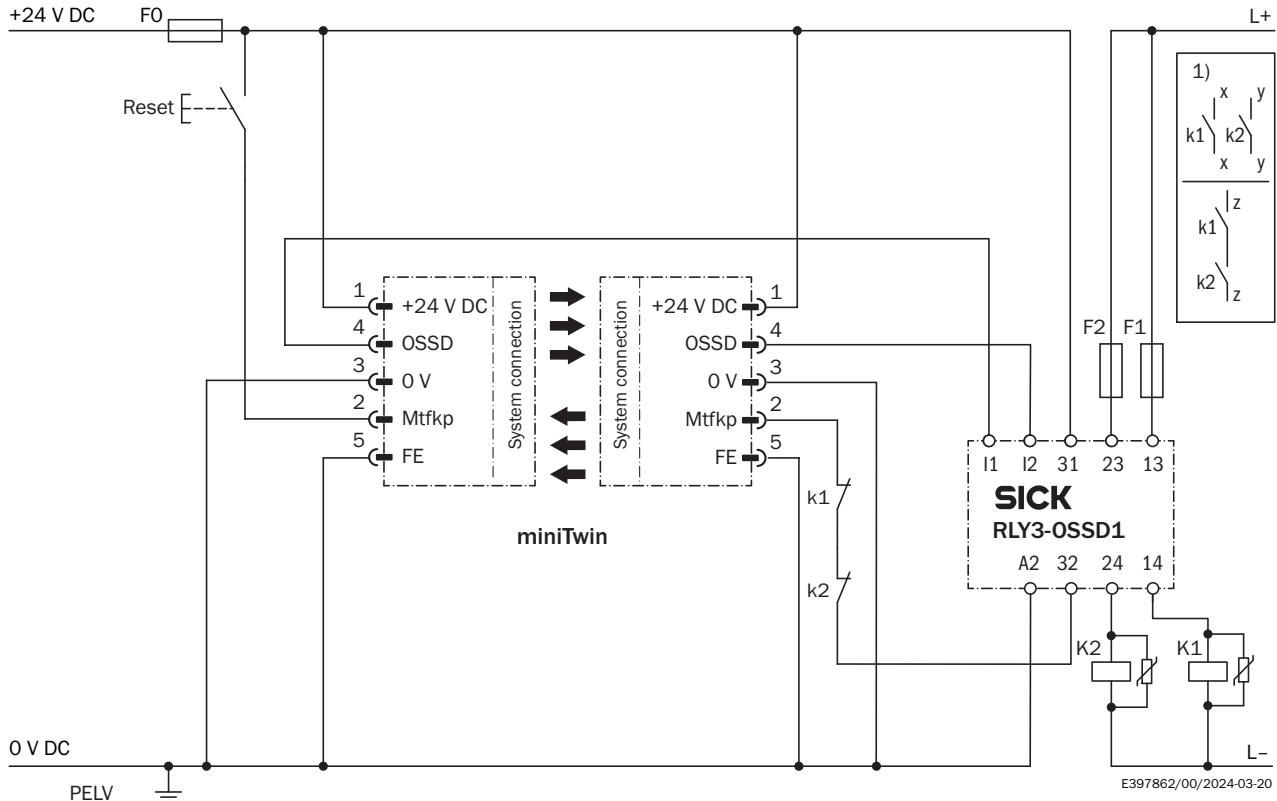 +24 V DC
F0
L+
Reset
1)
x
y
k1
k2
x
y
z
k1
k2
z
1
+24 V DC
4
OSSD
3
0 V
2
Mtfkp
5
FE
System connection
System connection
+24 V DC
1
OSSD
4
0 V
3
Mtfkp
2
FE
5
miniTwin
k1
k2
F2
F1
I1
I2
31
23
13
SICK
RLY3-OSSD1
A2
32
24
14
K2
K1
0 V DC
PELV
L–
E397862/00/2024-03-20